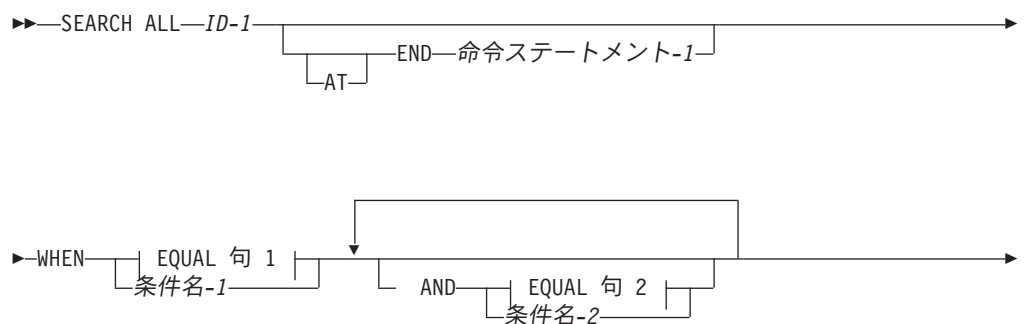 SEARCH ALL ID-1
END 命令ステートメント-1
AT
WHEN EQUAL 句 1
条件名-1
AND EQUAL 句 2
条件名-2